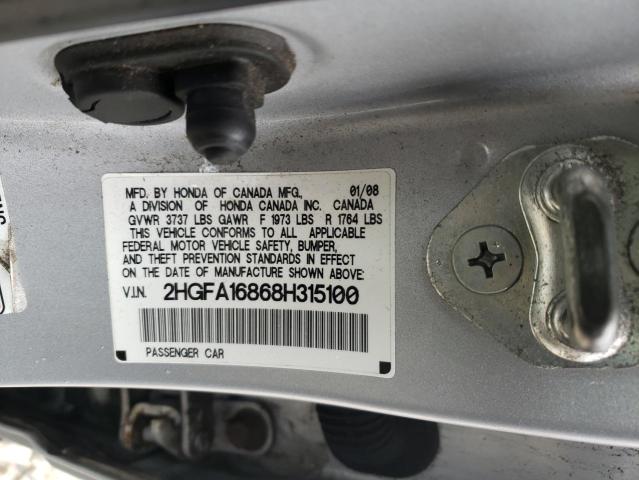 MFD. BY HONDA OF CANADA MFG., 01/08
A DIVISION OF HONDA CANADA INC. CANADA
GVWR 3737 LBS GAWR F 1973 LBS R 1764 LBS
THIS VEHICLE CONFORMS TO ALL APPLICABLE
FEDERAL MOTOR VEHICLE SAFETY, BUMPER,
AND THEFT PREVENTION STANDARDS IN EFFECT
ON THE DATE OF MANUFACTURE SHOWN ABOVE:
V.I.N. 2HGFA16868H315100
PASSENGER CAR